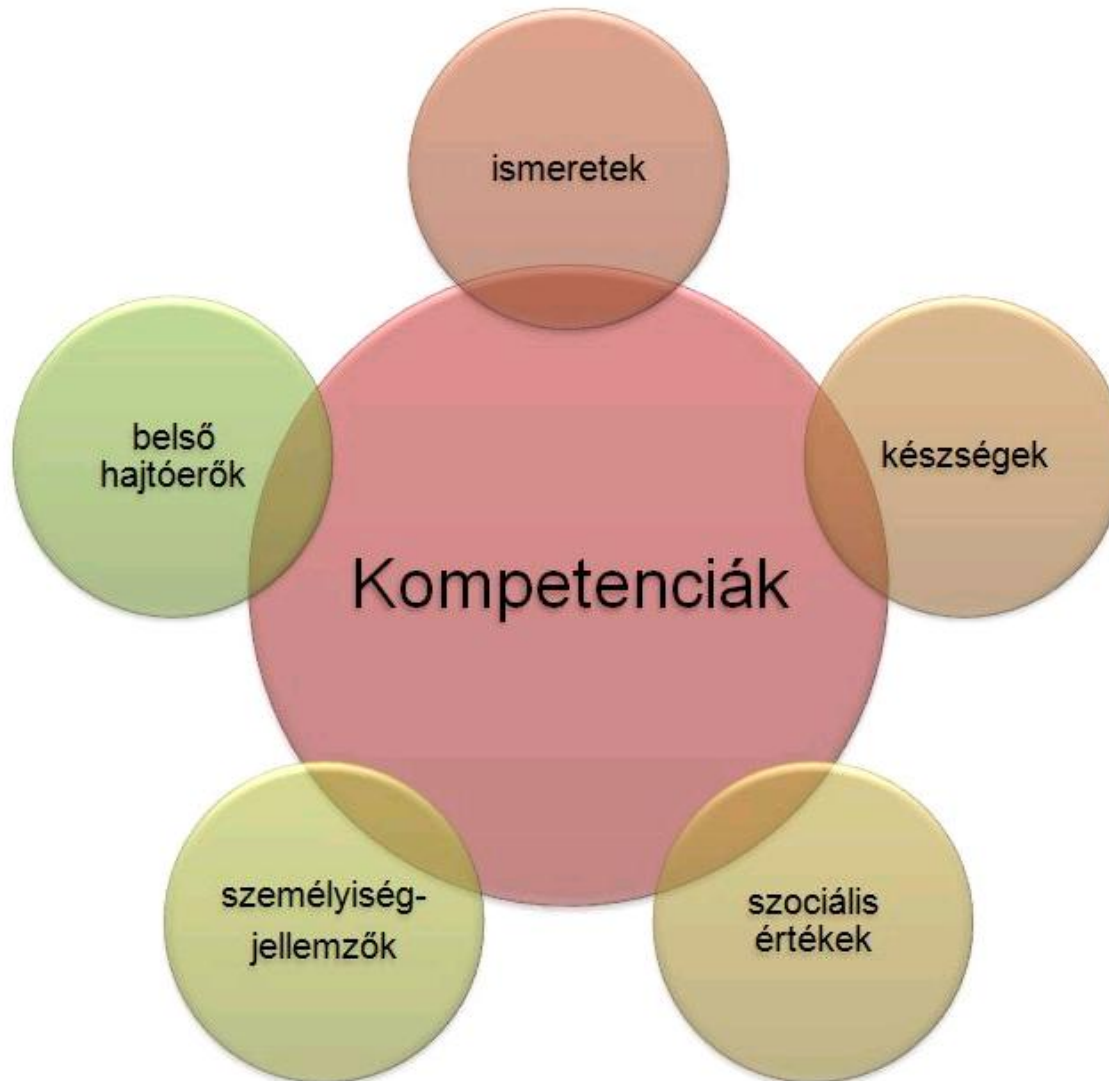 ismeretek
készségek
szociális
értékek
személyiség-
jellemzők
belső
hajtóerők
Kompetenciák